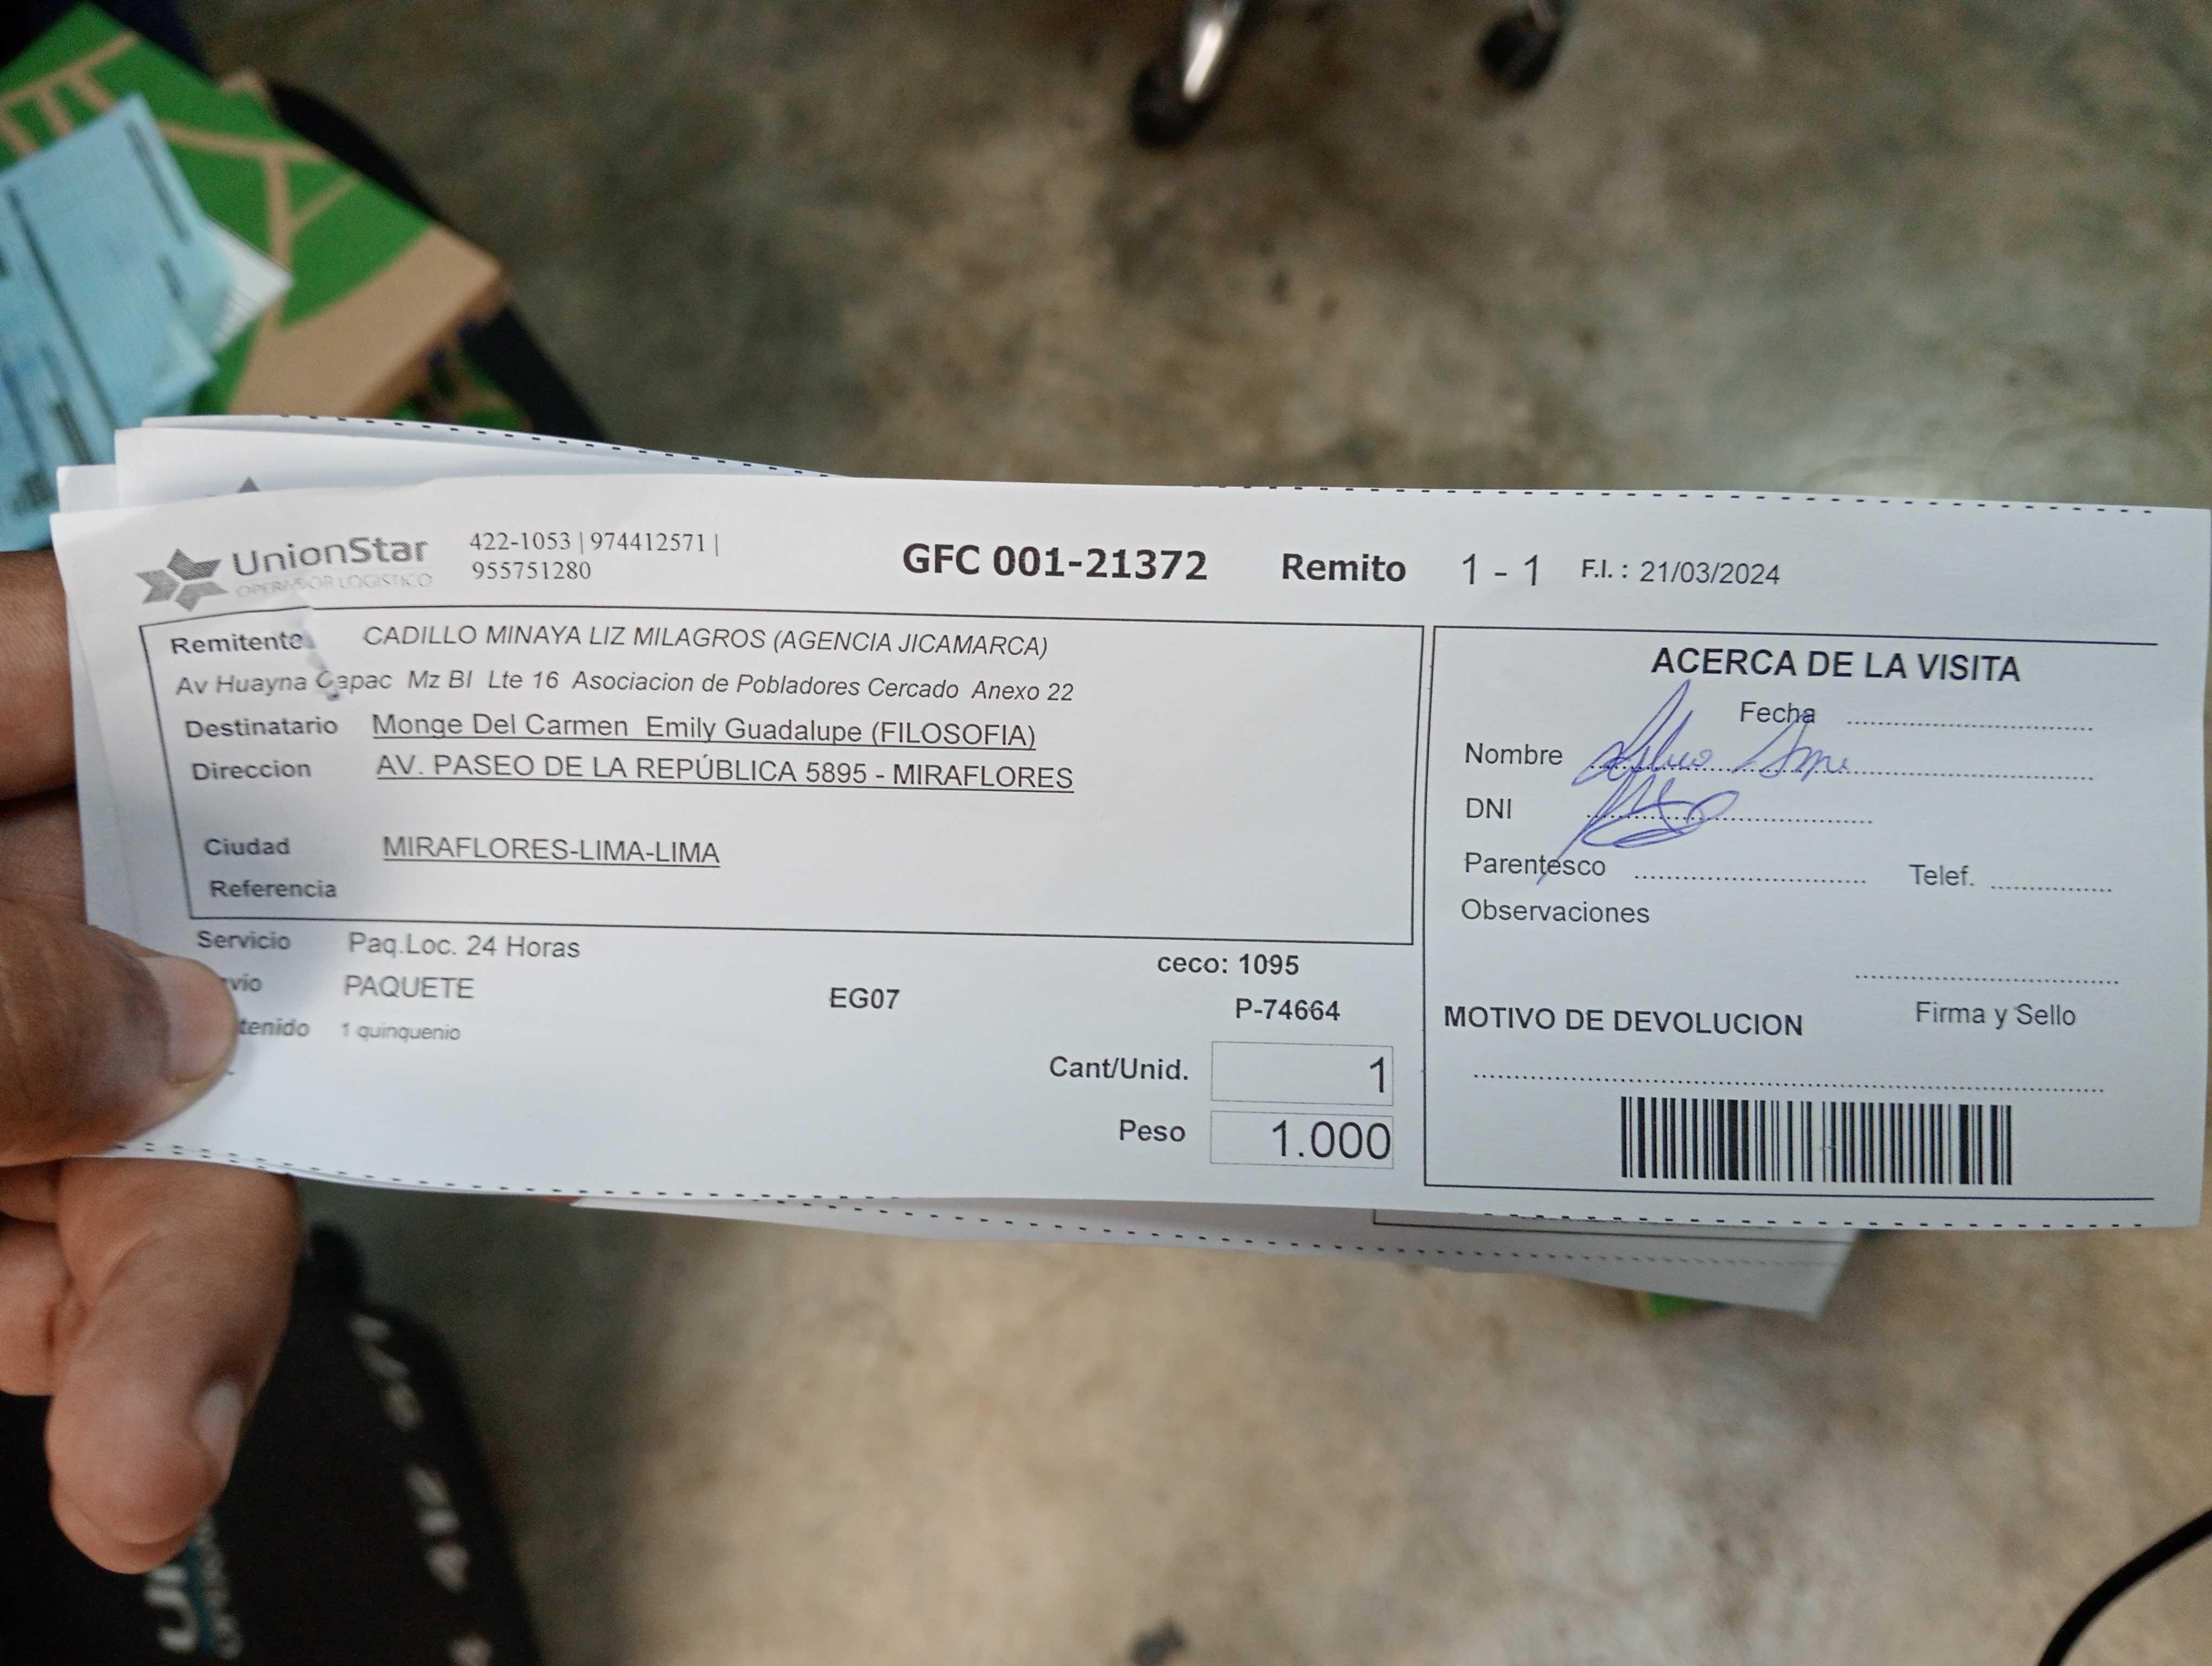 UnionStar
OPERADOR LOGISTICO
422-1053 | 974412571 |
955751280
GFC 001-21372 Remito 1 - 1 F.I. : 21/03/2024
Remitente CADILLO MINAYA LIZ MILAGROS (AGENCIA JICAMARCA)
Av Huayna Capac Mz BI Lte 16 Asociacion de Pobladores Cercado Anexo 22
Destinatario Monge Del Carmen Emily Guadalupe (FILOSOFIA)
Direccion AV. PASEO DE LA REPÚBLICA 5895 - MIRAFLORES
Ciudad MIRAFLORES-LIMA-LIMA
Referencia
Servicio Paq.Loc. 24 Horas
vio PAQUETE
tenido 1 quinquenio
EG07
ceco: 1095
P-74664
Cant/Unid. 1
Peso 1.000
ACERCA DE LA VISITA
Fecha
Nombre
DNI
Parentesco Telef.
Observaciones
Firma y Sello
MOTIVO DE DEVOLUCION